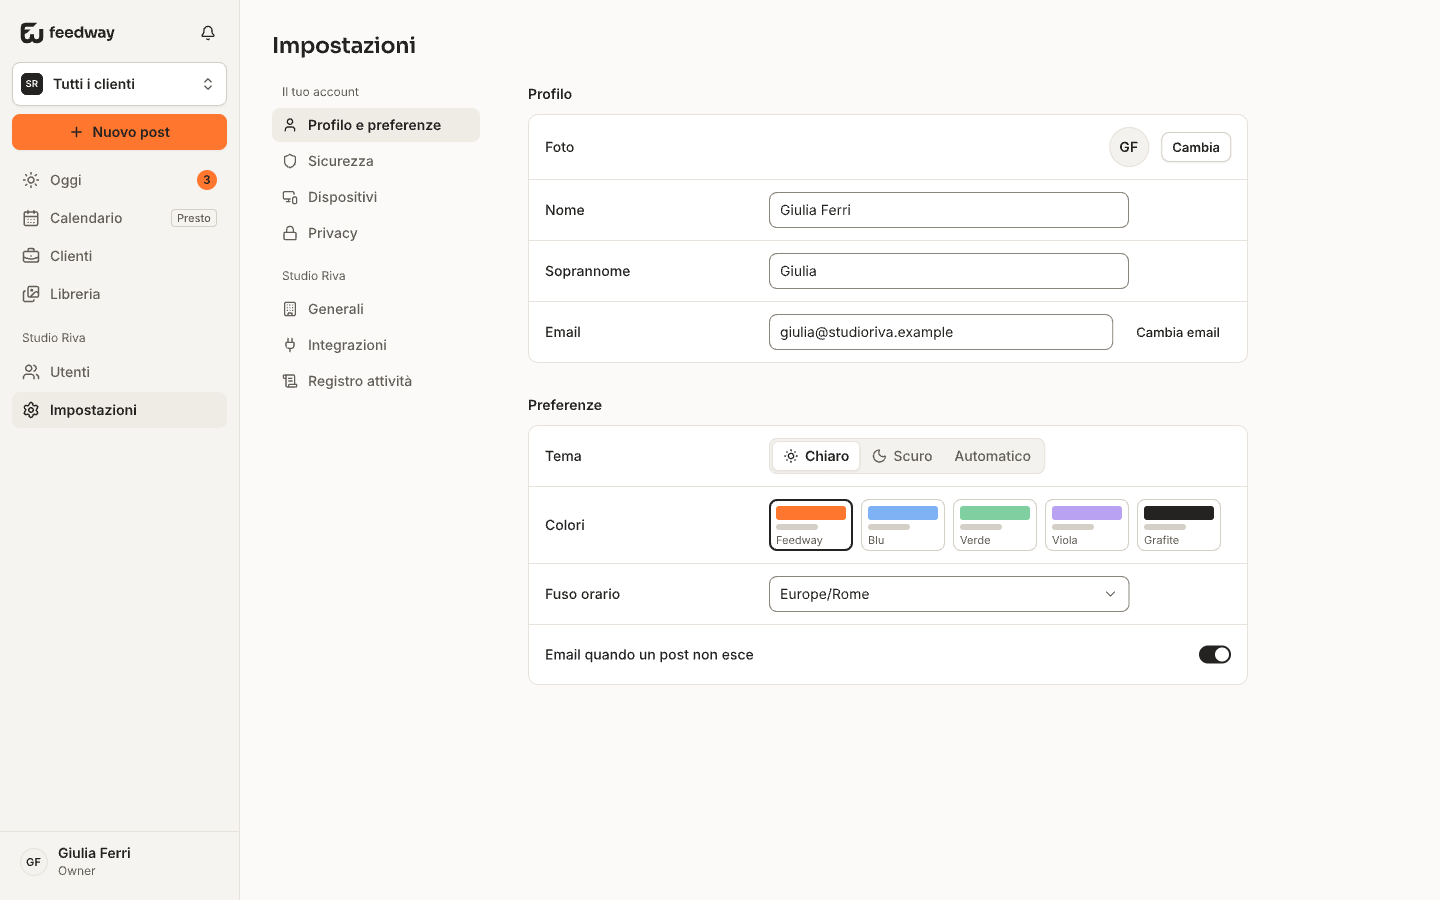 feedway
SR
Tutti i clienti
Nuovo post
Oggi
3
Calendario
Presto
Clienti
Libreria
Studio Riva
Utenti
Impostazioni
GF
Giulia Ferri
Owner
Impostazioni
Il tuo account
Profilo e preferenze
Sicurezza
Dispositivi
Privacy
Studio Riva
Generali
Integrazioni
Registro attività
Profilo
Foto
GF
Cambia
Nome
Giulia Ferri
Soprannome
Giulia
Email
giulia@studioriva.example
Cambia email
Preferenze
Tema
Chiaro
Scuro
Automatico
Colori
Feedway
Blu
Verde
Viola
Grafite
Fuso orario
Europe/Rome
Email quando un post non esce